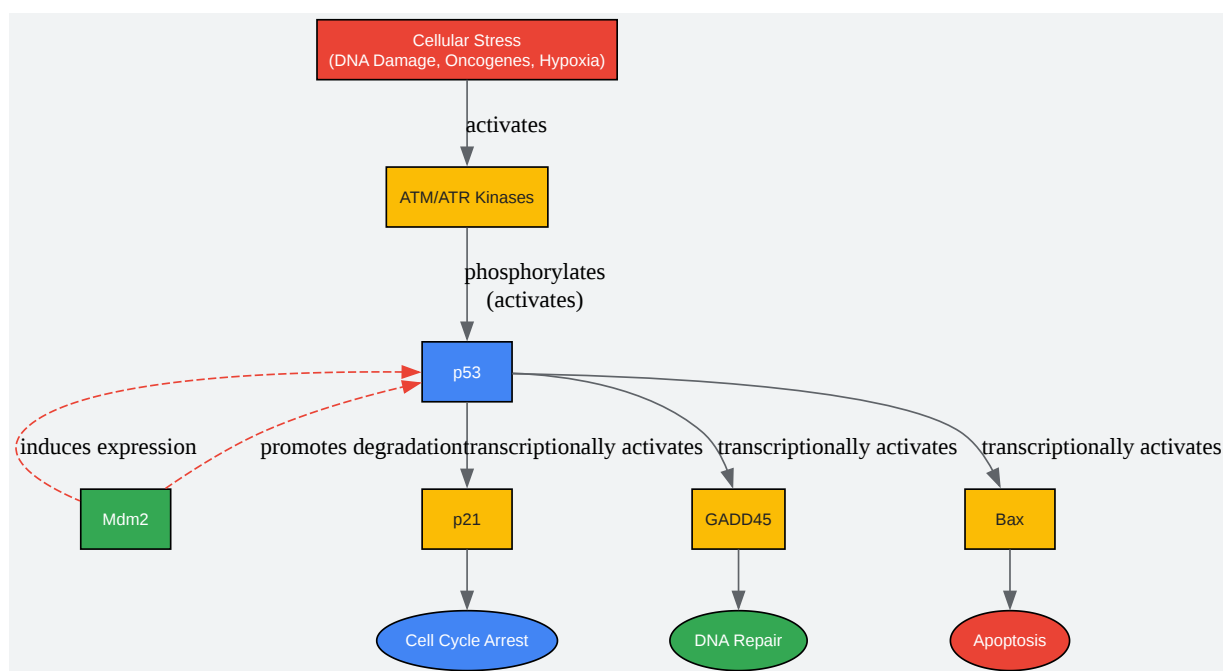 Cellular Stress
(DNA Damage, Oncogenes, Hypoxia)
activates
ATM/ATR Kinases
phosphorylates
(activates)
p53
induces expression
promotes degradation
transcriptionally activates
transcriptionally activates
transcriptionally activates
Mdm2
p21
GADD45
Bax
Cell Cycle Arrest
DNA Repair
Apoptosis